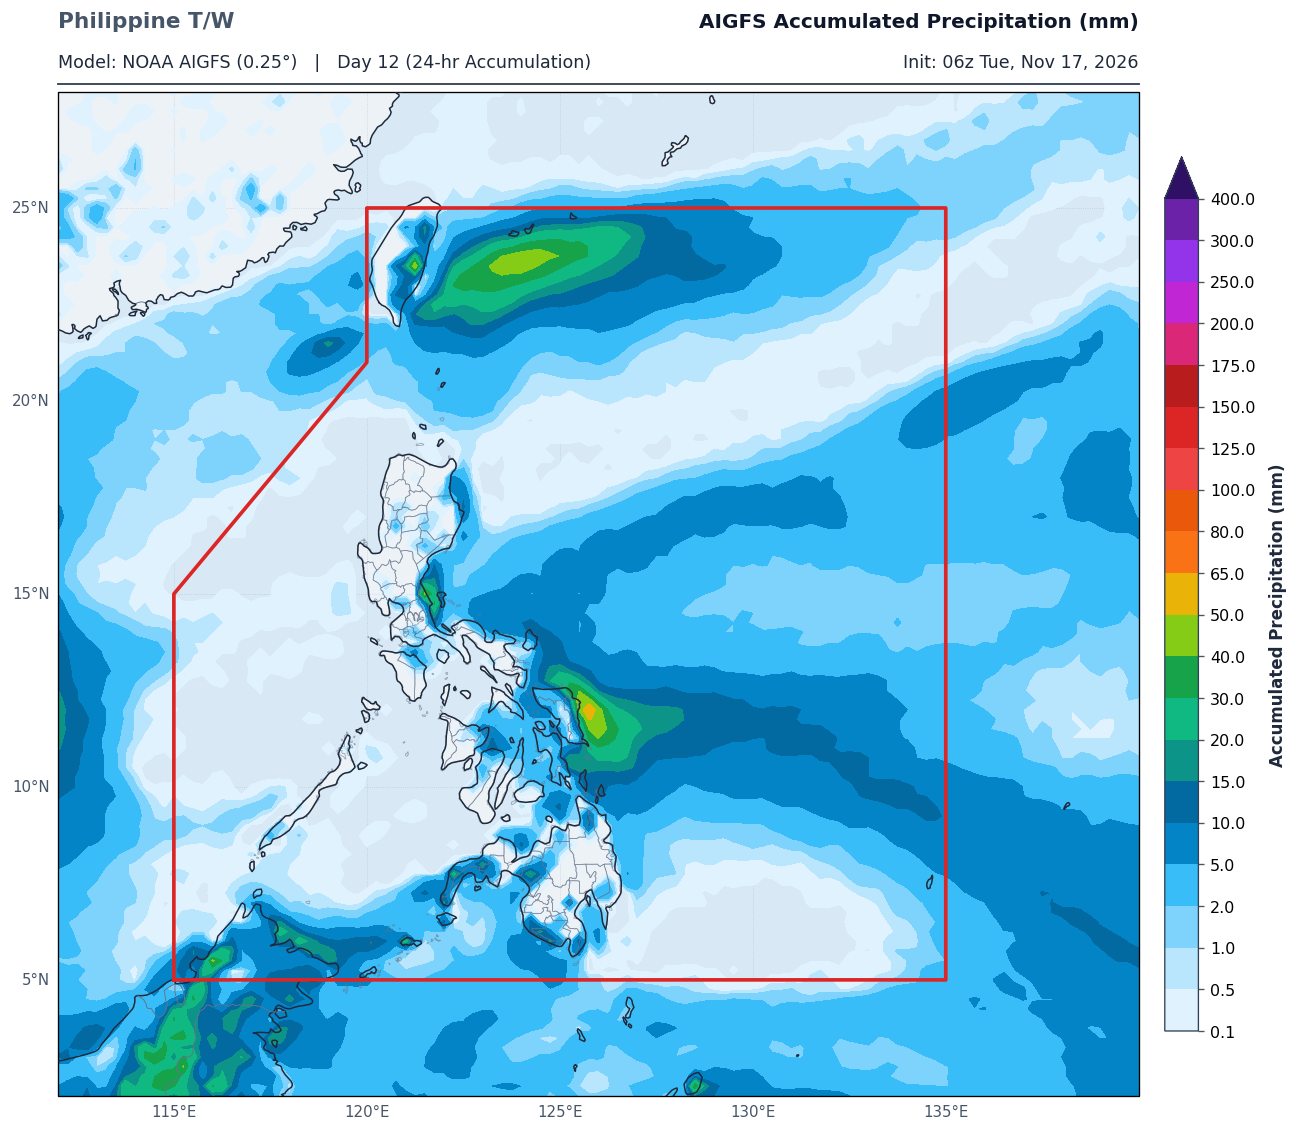 Philippine T/W
AIGFS Accumulated Precipitation (mm)
Model: NOAA AIGFS (0.25°) | Day 12 (24-hr Accumulation)
Init: 06z Tue, Nov 17, 2026
25°N
20°N
15°N
10°N
5°N
115°E
120°E
125°E
130°E
135°E
400.0
300.0
250.0
200.0
175.0
150.0
125.0
100.0
80.0
65.0
50.0
40.0
30.0
20.0
15.0
10.0
5.0
2.0
1.0
0.5
0.1
Accumulated Precipitation (mm)